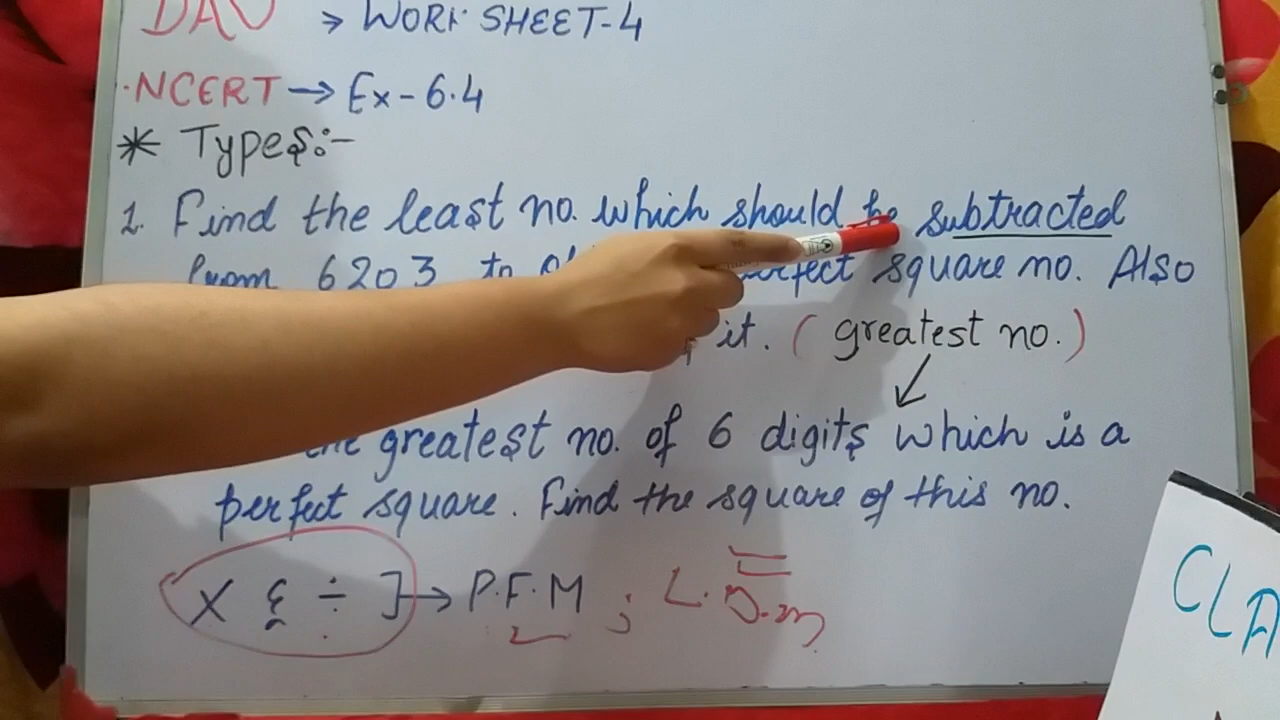 DAV → WORK SHEET-4
·NCERT → Ex-6.4
* Types:-
1. Find the least no. which should be subtracted
from 6203 to square no. Also
it. (greatest no.)
the greatest no. of 6 digits which is a
perfect square. Find the square of this no.
X & ÷ ] → P.F.M ; L.D.m
CLA